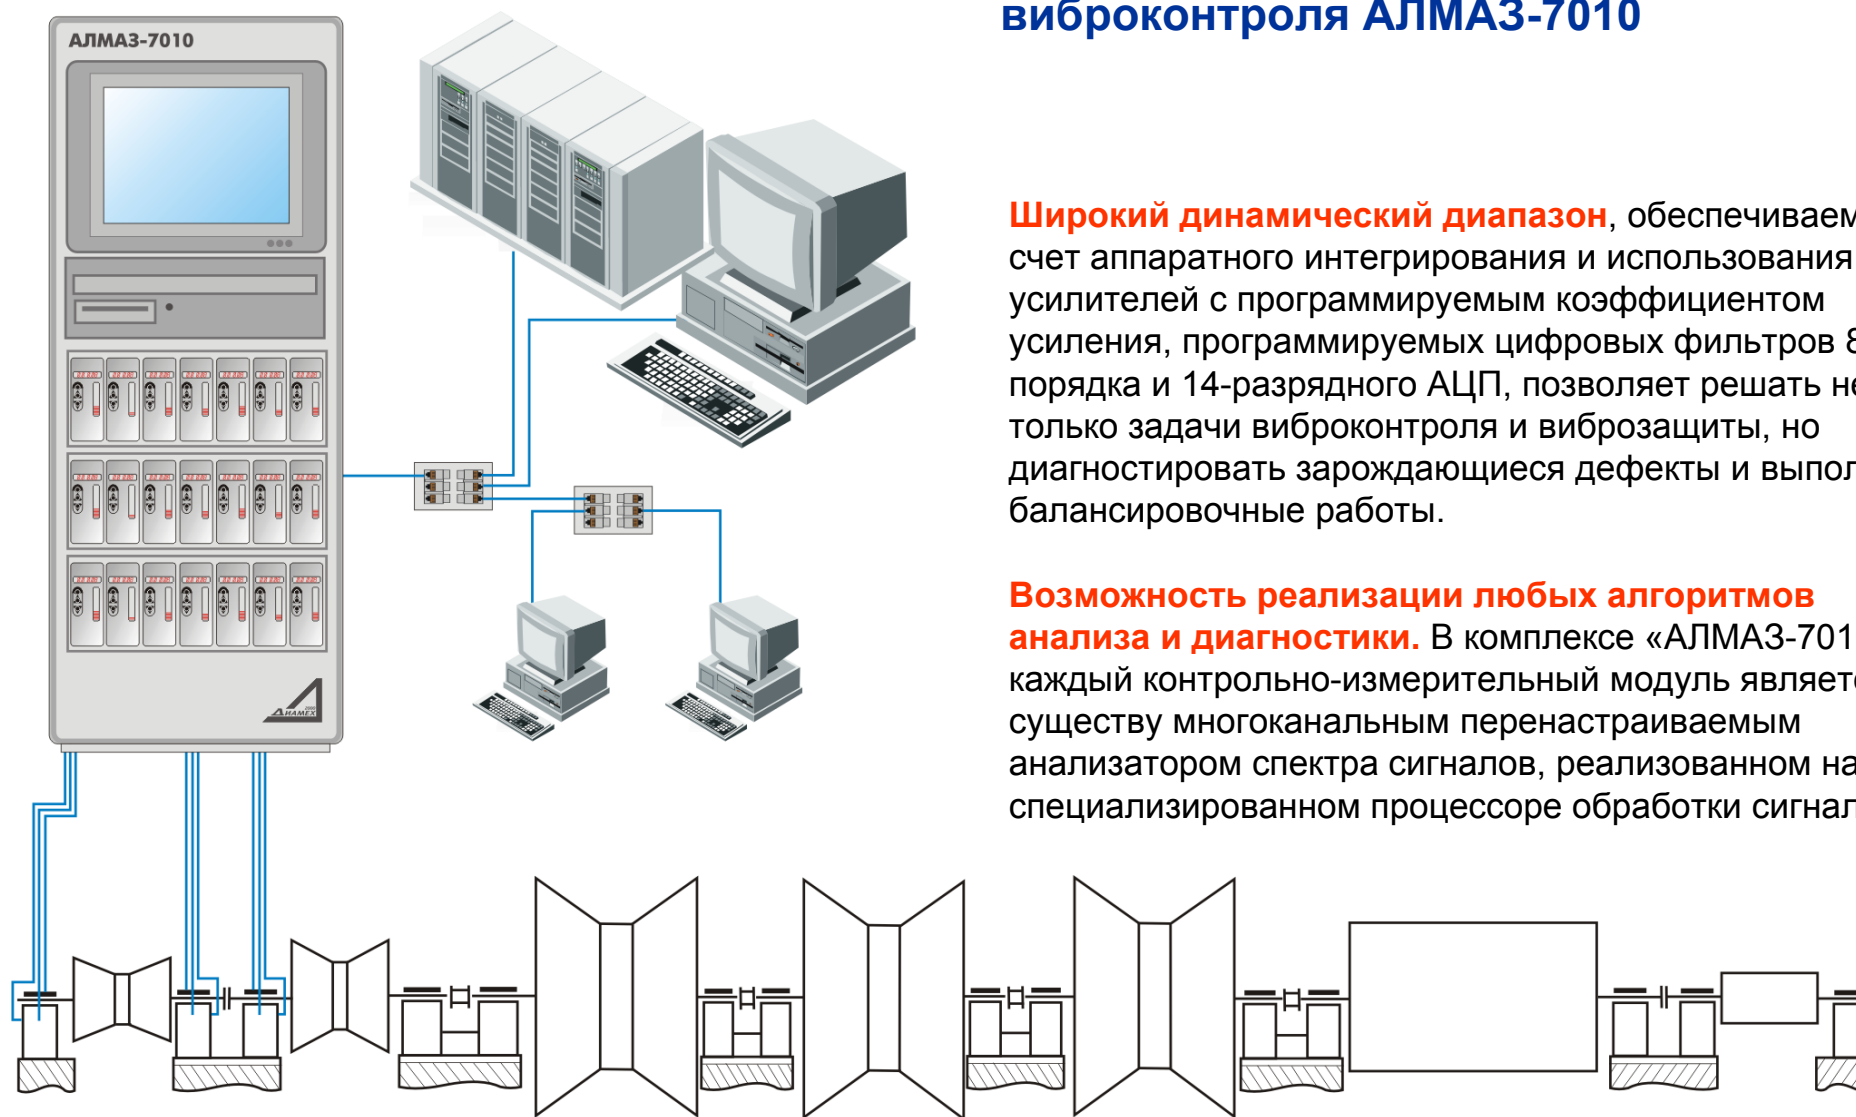 виброконтроля АЛМАЗ-7010
АЛМАЗ-7010
Широкий динамический диапазон, обеспечиваем
счет аппаратного интегрирования и использования
усилителей с программируемым коэффициентом
усиления, программируемых цифровых фильтров 8
порядка и 14-разрядного АЦП, позволяет решать не
только задачи виброконтроля и виброзащиты, но
диагностировать зарождающиеся дефекты и выпол
балансировочные работы.
Возможность реализации любых алгоритмов
анализа и диагностики. В комплексе «АЛМАЗ-701
каждый контрольно-измерительный модуль являетс
существу многоканальным перенастраиваемым
анализатором спектра сигналов, реализованном на
специализированном процессоре обработки сигнал
ДИАМЕХ